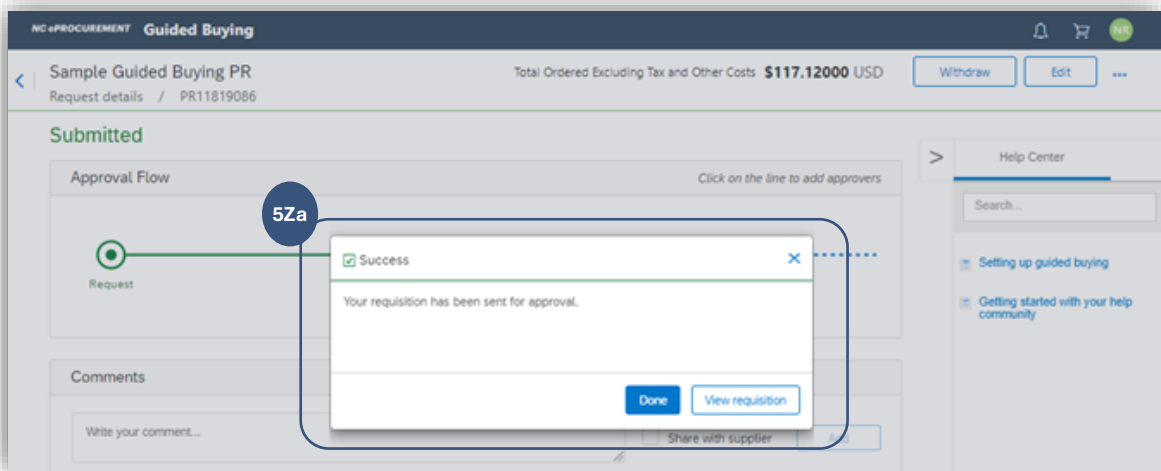 NC ePROCUREMENT Guided Buying
NR
Sample Guided Buying PR
Total Ordered Excluding Tax and Other Costs $117.12000 USD
Withdraw
Edit
Request details / PR11819086
Submitted
Approval Flow
Click on the line to add approvers
Help Center
Search...
5Za
Success
Your requisition has been sent for approval.
Request
Setting up guided buying
Getting started with your help
community
Comments
Done
View requisition
Write your comment...
Share with supplier
Add